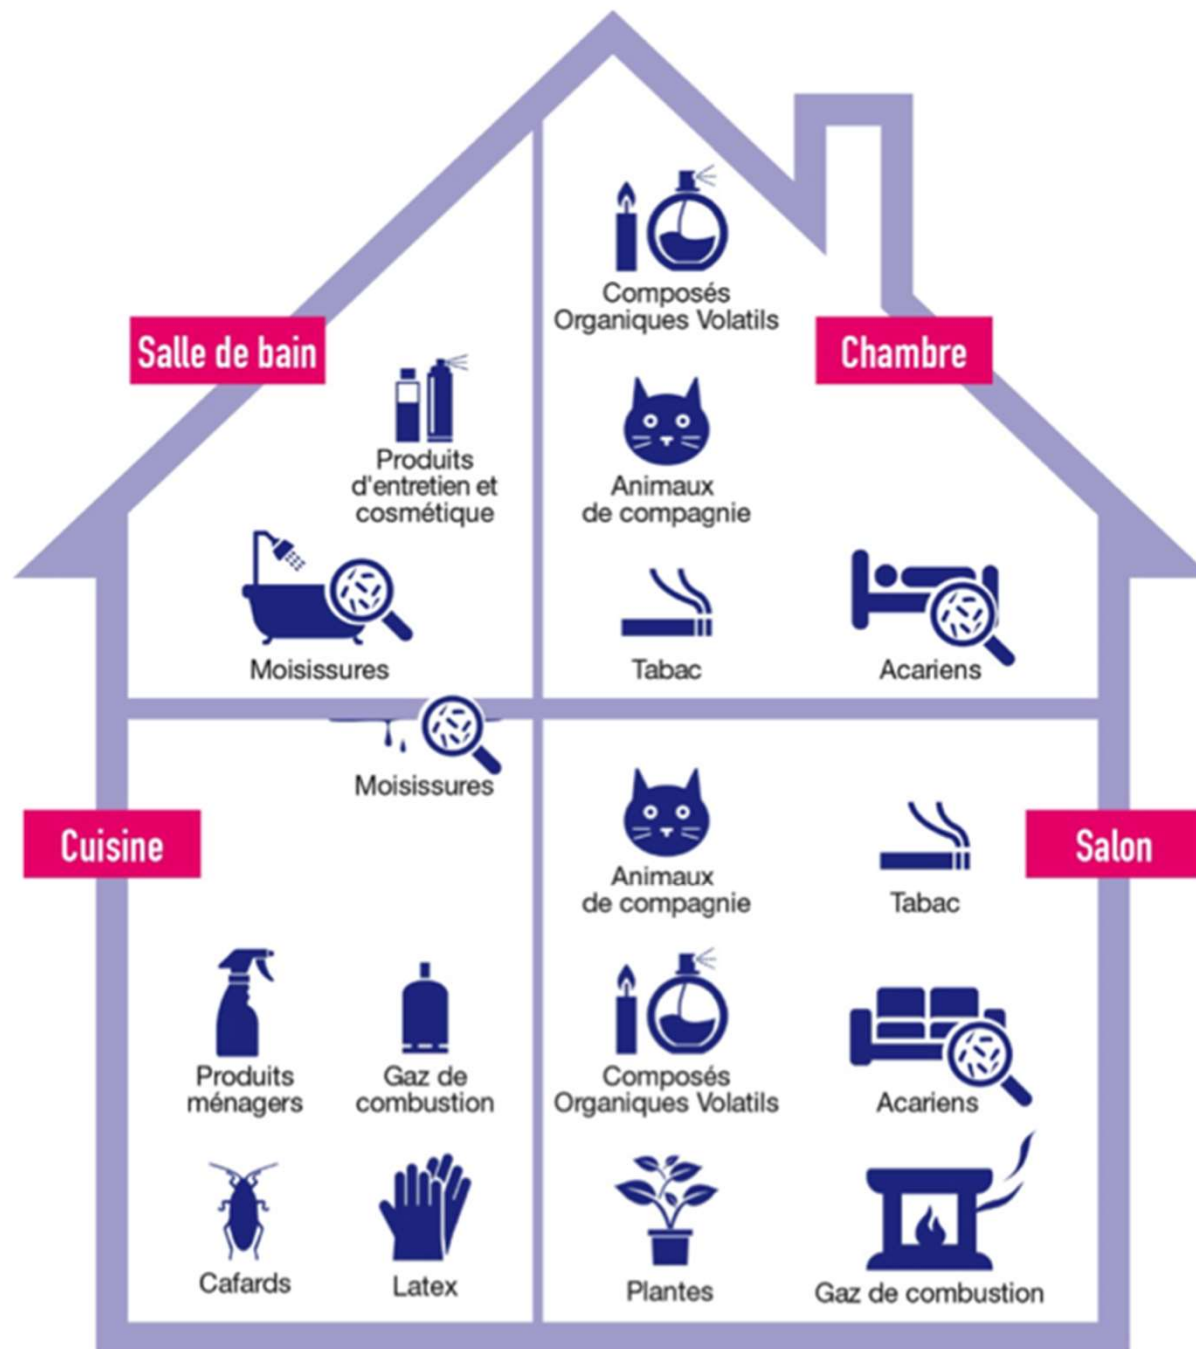 Salle de bain
Produits
d'entretien et
cosmétique
Moisissures
Chambre
Composés
Organiques Volatils
Animaux
de compagnie
Tabac
Acariens
Cuisine
Moisissures
Produits
ménagers
Gaz de
combustion
Cafards
Latex
Salon
Animaux
de compagnie
Tabac
Composés
Organiques Volatils
Acariens
Plantes
Gaz de combustion